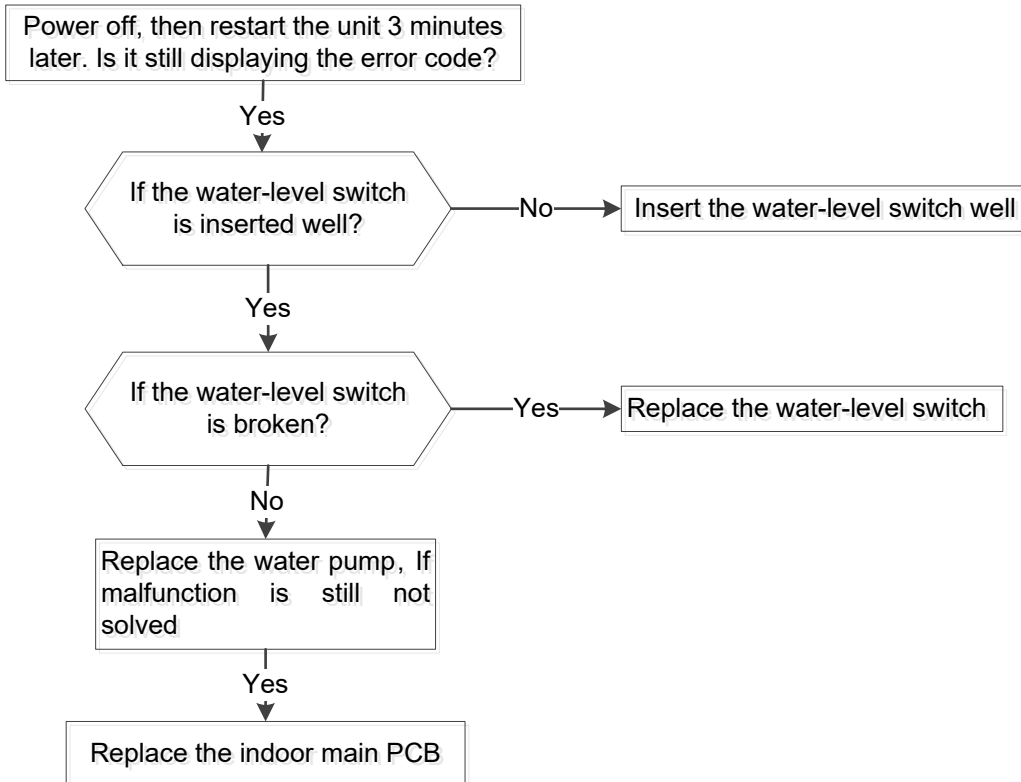 Power off, then restart the unit 3 minutes
later. Is it still displaying the error code?
Yes
If the water-level switch
is inserted well?
No
Insert the water-level switch well
Yes
If the water-level switch
is broken?
Yes
Replace the water-level switch
No
Replace the water pump, If
malfunction is still not
solved
Yes
Replace the indoor main PCB